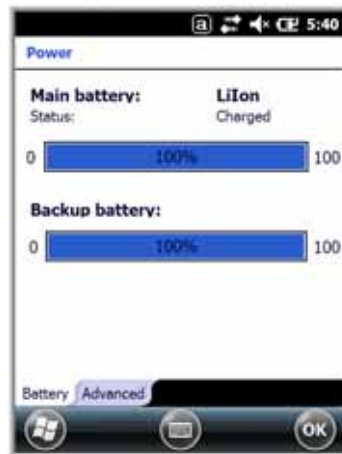 a 5:40
Power
Main battery: LiIon
Status: Charged
0 100% 100
Backup battery:
0 100% 100
Battery Advanced
OK